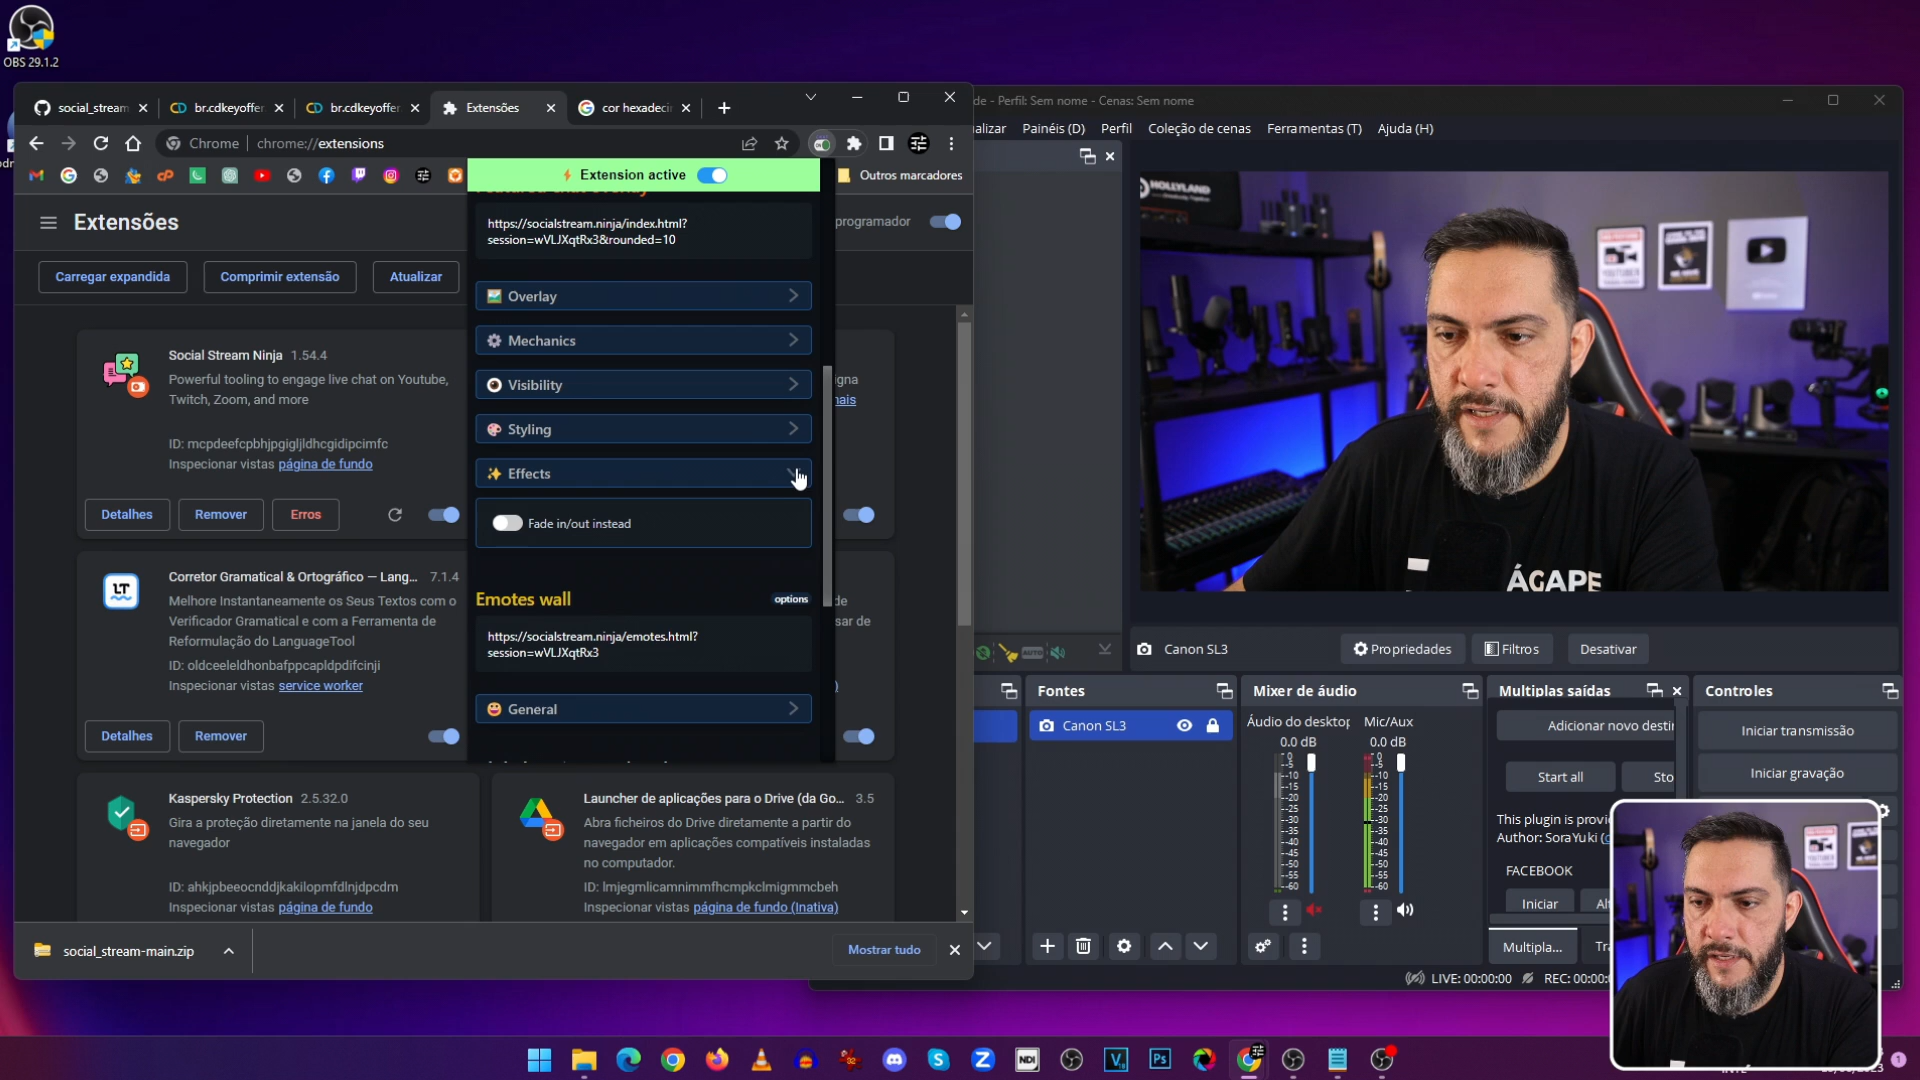 OBS 29.1.2
social_stream
br.cdkeyoffer
br.cdkeyoffer
Extensões
cor hexadeci
Chrome
chrome://extensions
Extension active
Outros marcadores
Extensões
programador
Carregar expandida
Comprimir extensão
Atualizar
https://socialstream.ninja/index.html?
session=wVLJXqtRx3&rounded=10
Overlay
Mechanics
Visibility
Styling
Effects
Fade in/out instead
Emotes wall
options
https://socialstream.ninja/emotes.html?
session=wVLJXqtRx3
General
Social Stream Ninja 1.54.4
Powerful tooling to engage live chat on Youtube,
Twitch, Zoom, and more
ID: mcpdeefcpbhjpgigljldhcgidipcimfc
Inspecionar vistas página de fundo
Detalhes
Remover
Erros
Corretor Gramatical & Ortográfico — Lang... 7.1.4
Melhore Instantaneamente os Seus Textos com o
Verificador Gramatical e com a Ferramenta de
Reformulação do LanguageTool
ID: oldceeleldhonbafppcapldpdifcinji
Inspecionar vistas service worker
Detalhes
Remover
Kaspersky Protection 2.5.32.0
Gira a proteção diretamente na janela do seu
navegador
ID: ahkjpbeeocnddjkakilopmfdlnjdpcdm
Inspecionar vistas página de fundo
Launcher de aplicações para o Drive (da Go... 3.5
Abra ficheiros do Drive diretamente a partir do
navegador em aplicações compatíveis instaladas
no computador.
ID: lmjegmlicamnimmfhcmpkclmigmmcbeh
Inspecionar vistas página de fundo (Inativa)
social_stream-main.zip
Mostrar tudo
de - Perfil: Sem nome - Cenas: Sem nome
alizar
Painéis (D)
Perfil
Coleção de cenas
Ferramentas (T)
Ajuda (H)
HOLLYLAND
ÁGAPE
Canon SL3
Propriedades
Filtros
Desativar
Fontes
Canon SL3
Mixer de áudio
Áudio do desktop
0.0 dB
Mic/Aux
0.0 dB
Multiplas saídas
Adicionar novo destin
Start all
Sto
This plugin is provi
Author: SoraYuki (
FACEBOOK
Iniciar
Multipla...
Controles
Iniciar transmissão
Iniciar gravação
LIVE: 00:00:00
REC: 00:00: